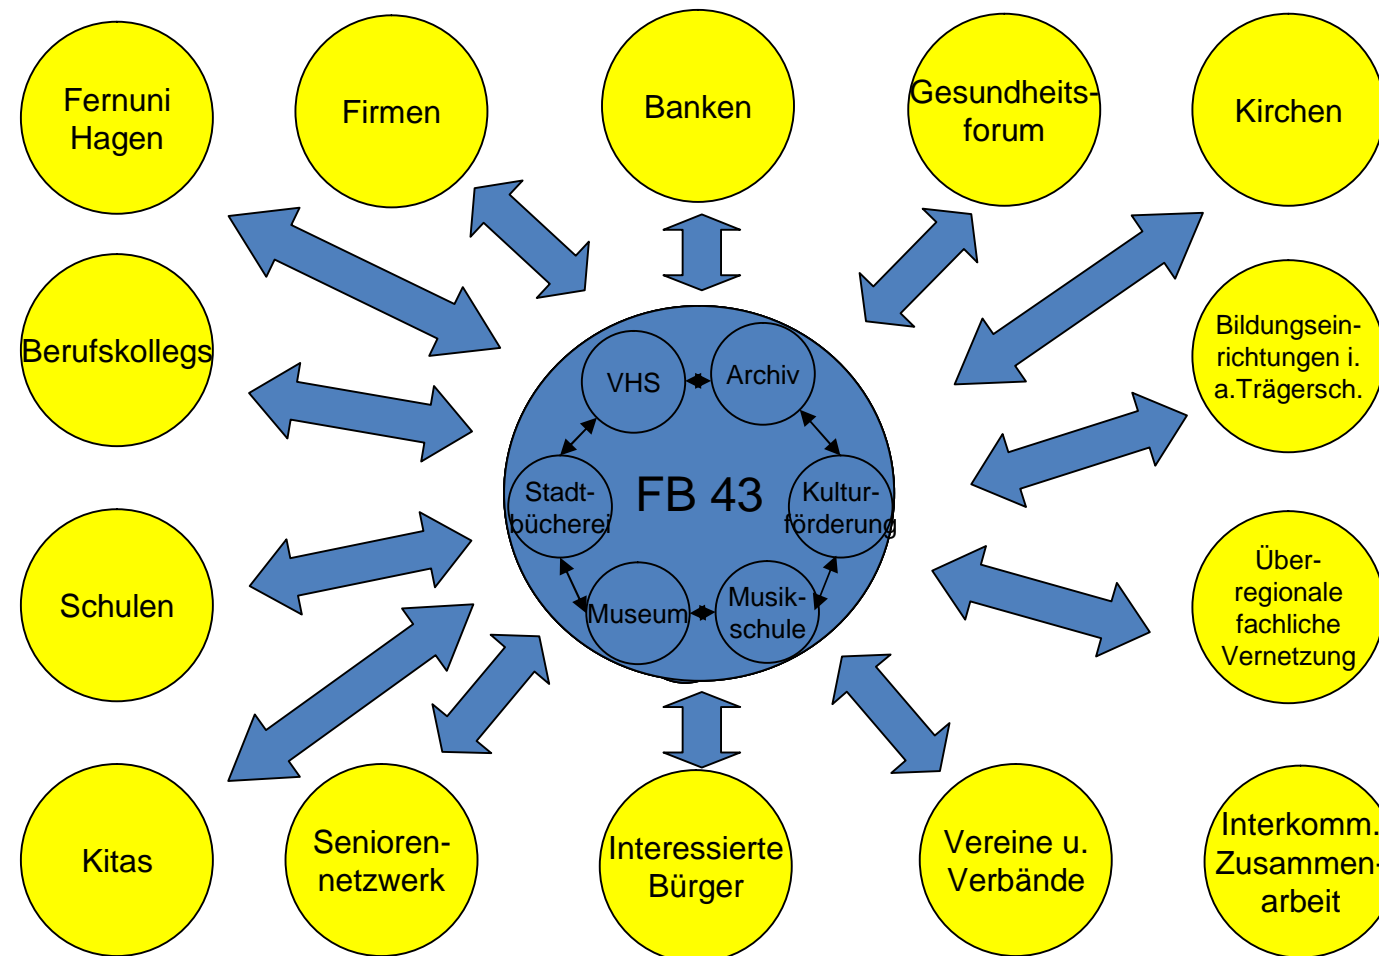 Fernuni
Hagen
Firmen
Banken
Gesundheits-
forum
Kirchen
Berufskollegs
Bildungsein-
richtungen i.
a.Trägersch.
VHS
Archiv
Stadt-
bücherei
FB 43
Kultur-
förderung
Museum
Musik-
schule
Schulen
Über-
regionale
fachliche
Vernetzung
Kitas
Senioren-
netzwerk
Interessierte
Bürger
Vereine u.
Verbände
Interkomm.
Zusammen-
arbeit